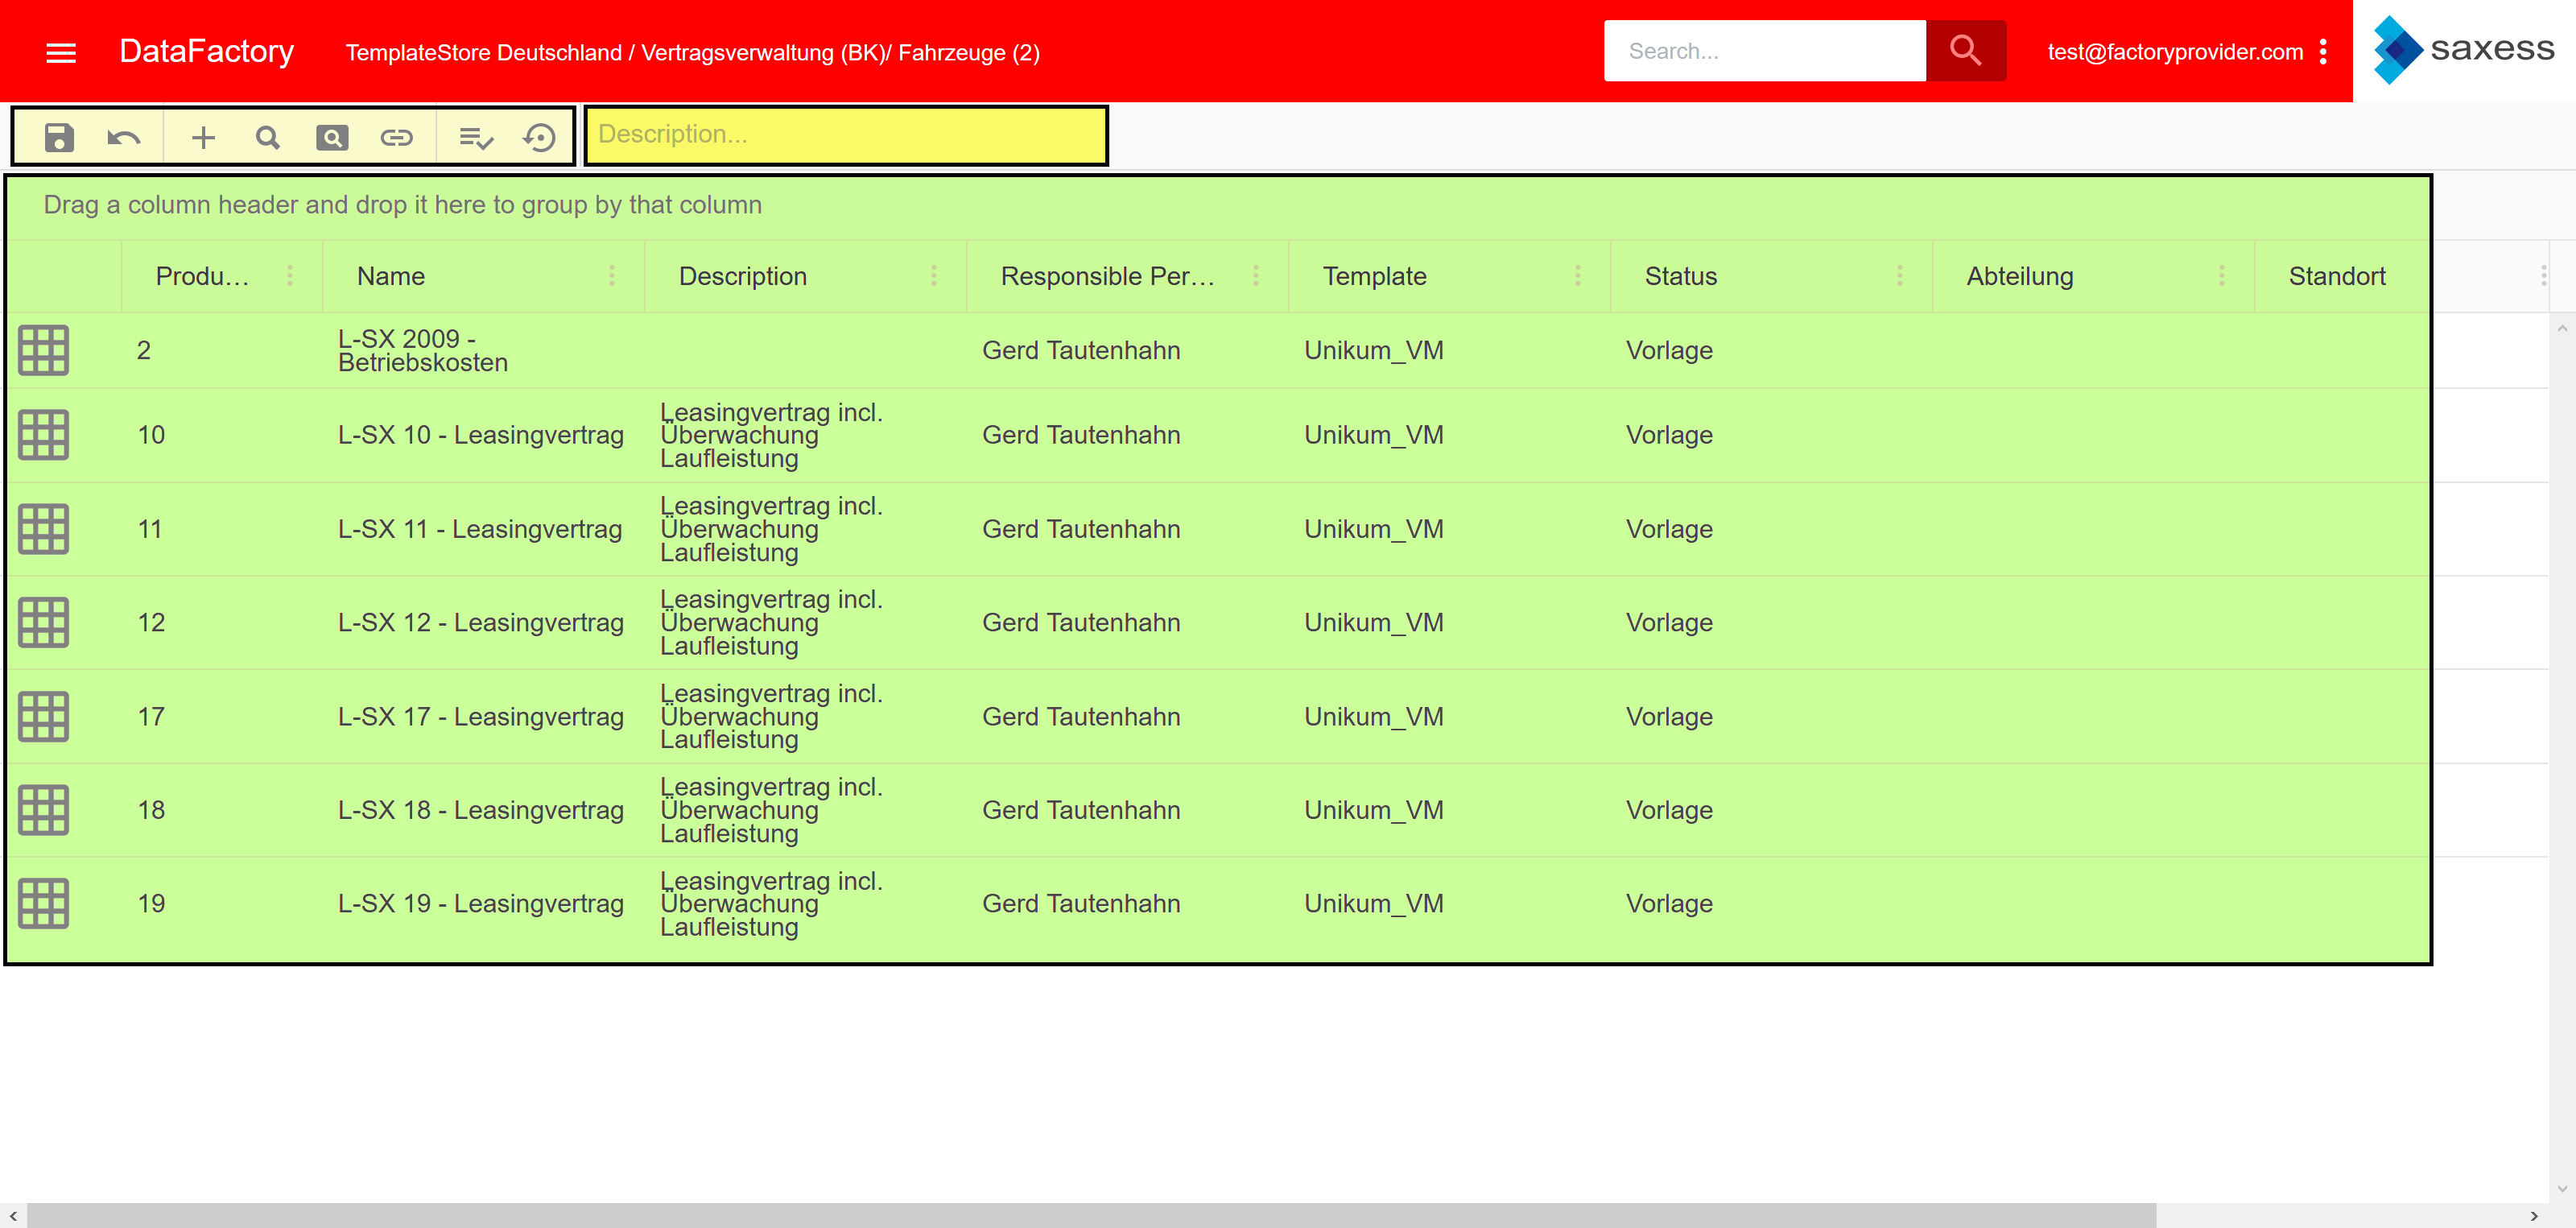 DataFactory TemplateStore Deutschland / Vertragsverwaltung (BK)/ Fahrzeuge (2) Search... test@factoryprovider.com saxess
Description...
Drag a column header and drop it here to group by that column
Produ... Name Description Responsible Per... Template Status Abteilung Standort
2 L-SX 2009 - Betriebskosten Gerd Tautenhahn Unikum_VM Vorlage
10 L-SX 10 - Leasingvertrag Leasingvertrag incl. Überwachung Laufleistung Gerd Tautenhahn Unikum_VM Vorlage
11 L-SX 11 - Leasingvertrag Leasingvertrag incl. Überwachung Laufleistung Gerd Tautenhahn Unikum_VM Vorlage
12 L-SX 12 - Leasingvertrag Leasingvertrag incl. Überwachung Laufleistung Gerd Tautenhahn Unikum_VM Vorlage
17 L-SX 17 - Leasingvertrag Leasingvertrag incl. Überwachung Laufleistung Gerd Tautenhahn Unikum_VM Vorlage
18 L-SX 18 - Leasingvertrag Leasingvertrag incl. Überwachung Laufleistung Gerd Tautenhahn Unikum_VM Vorlage
19 L-SX 19 - Leasingvertrag Leasingvertrag incl. Überwachung Laufleistung Gerd Tautenhahn Unikum_VM Vorlage